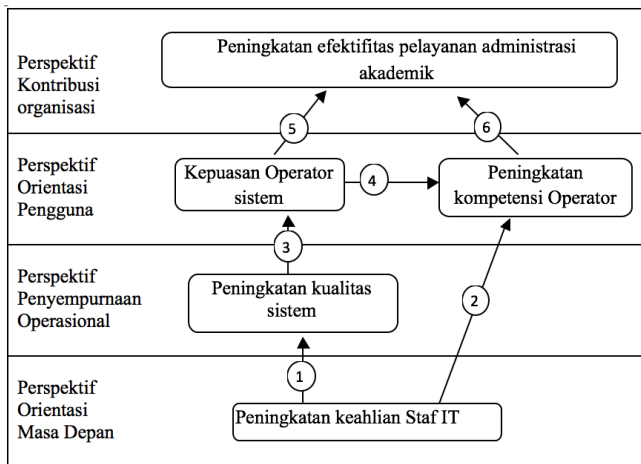 Perspektif
Kontribusi
organisasi
Peningkatan efektifitas pelayanan administrasi
akademik
5
6
Perspektif
Orientasi
Pengguna
Kepuasan Operator
sistem
4
Peningkatan
kompetensi Operator
3
Perspektif
Penyempurnaan
Operasional
Peningkatan kualitas
sistem
2
1
Perspektif
Orientasi
Masa Depan
Peningkatan keahlian Staf IT